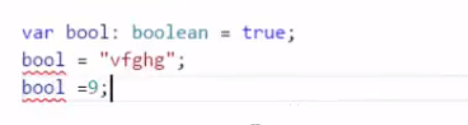 var bool: boolean = true;
bool = "vfghg";
bool =9;